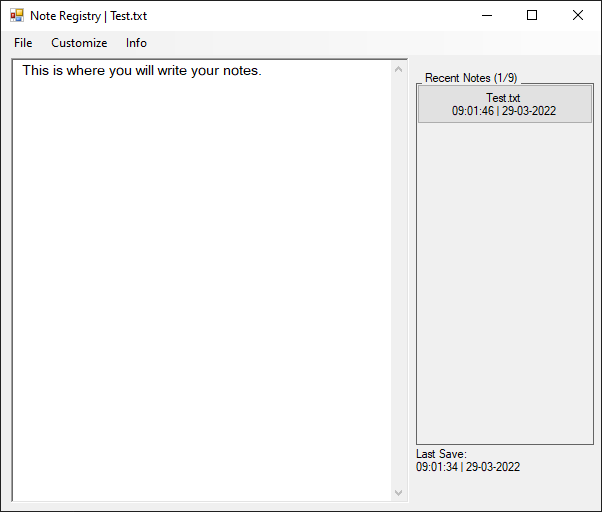 Note Registry | Test.txt
File Customize Info
This is where you will write your notes.
Recent Notes (1/9)
Test.txt
09:01:46 | 29-03-2022
Last Save:
09:01:34 | 29-03-2022